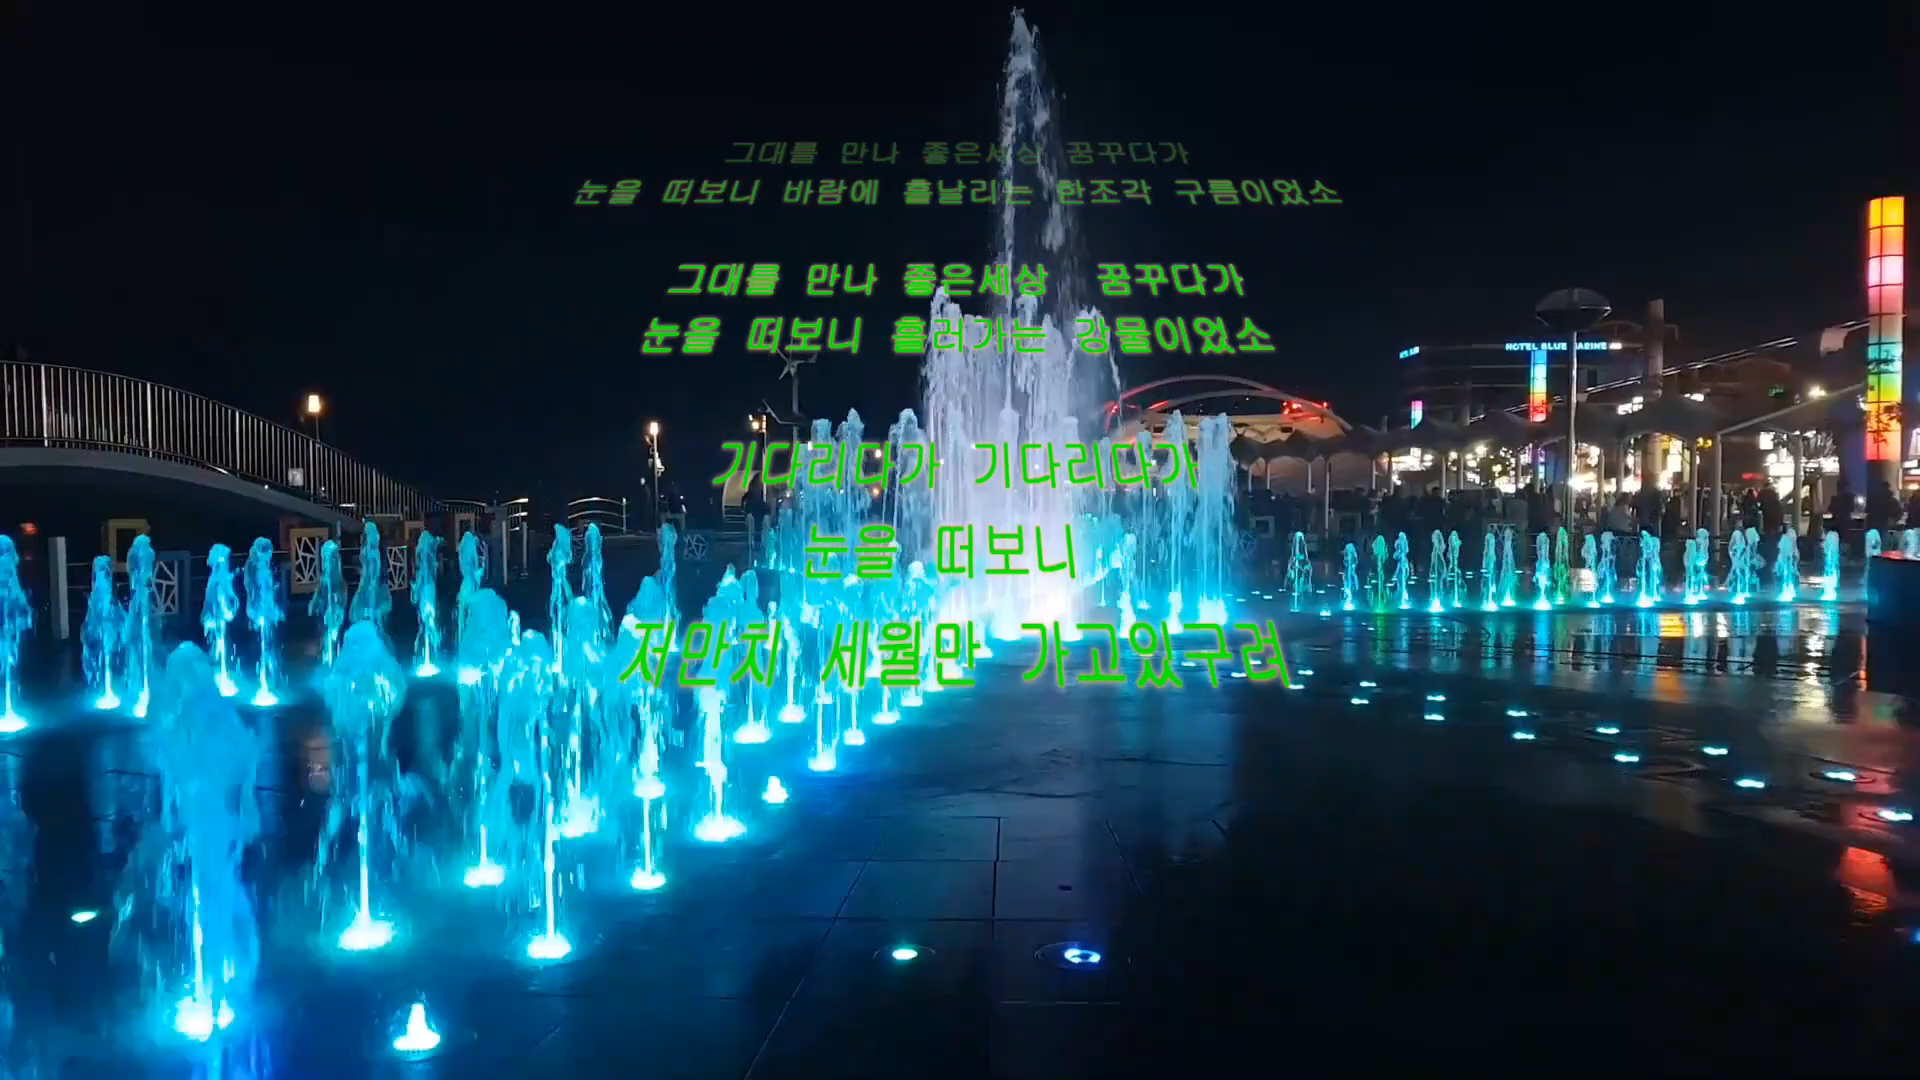 그대를 만나 좋은세상 꿈꾸다가
눈을 떠보니 바람에 흩날리는 한조각 구름이었소
그대를 만나 좋은세상 꿈꾸다가
눈을 떠보니 흘러가는 강물이었소
HOTEL BLUE MARINE
기다리다가 기다리다가
눈을 떠보니
저만치 세월만 가고있구려